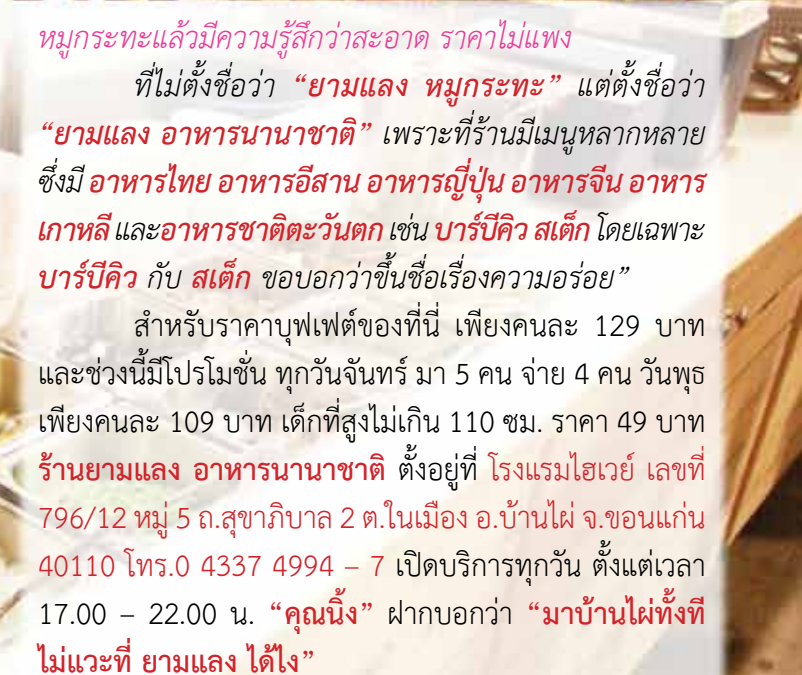 หมูกระทะแล้วมีความรู้สึกว่าสะอาด ราคาไม่แพง
ที่ไม่ตั้งชื่อว่า “ยามแลง หมูกระทะ” แต่ตั้งชื่อว่า
“ยามแลง อาหารนานาชาติ” เพราะที่ร้านมีเมนูหลากหลาย
ซึ่งมี อาหารไทย อาหารอีสาน อาหารญี่ปุ่น อาหารจีน อาหาร
เกาหลี และอาหารชาติตะวันตก เช่น บาร์บีคิว สเต็ก โดยเฉพาะ
บาร์บีคิว กับ สเต็ก ขอบอกว่าขึ้นชื่อเรื่องความอร่อย”
สำหรับราคาบุฟเฟต์ของที่นี่ เพียงคนละ 129 บาท
และช่วงนี้มีโปรโมชั่น ทุกวันจันทร์ มา 5 คน จ่าย 4 คน วันพุธ
เพียงคนละ 109 บาท เด็กที่สูงไม่เกิน 110 ซม. ราคา 49 บาท
ร้านยามแลง อาหารนานาชาติ ตั้งอยู่ที่ โรงแรมไฮเวย์ เลขที่
796/12 หมู่ 5 ถ.สุขาภิบาล 2 ต.ในเมือง อ.บ้านไผ่ จ.ขอนแก่น
40110 โทร.0 4337 4994 – 7 เปิดบริการทุกวัน ตั้งแต่เวลา
17.00 – 22.00 น. “คุณนิ้ง” ฝากบอกว่า “มาบ้านไผ่ทั้งที
ไม่แวะที่ ยามแลง ได้ไง”